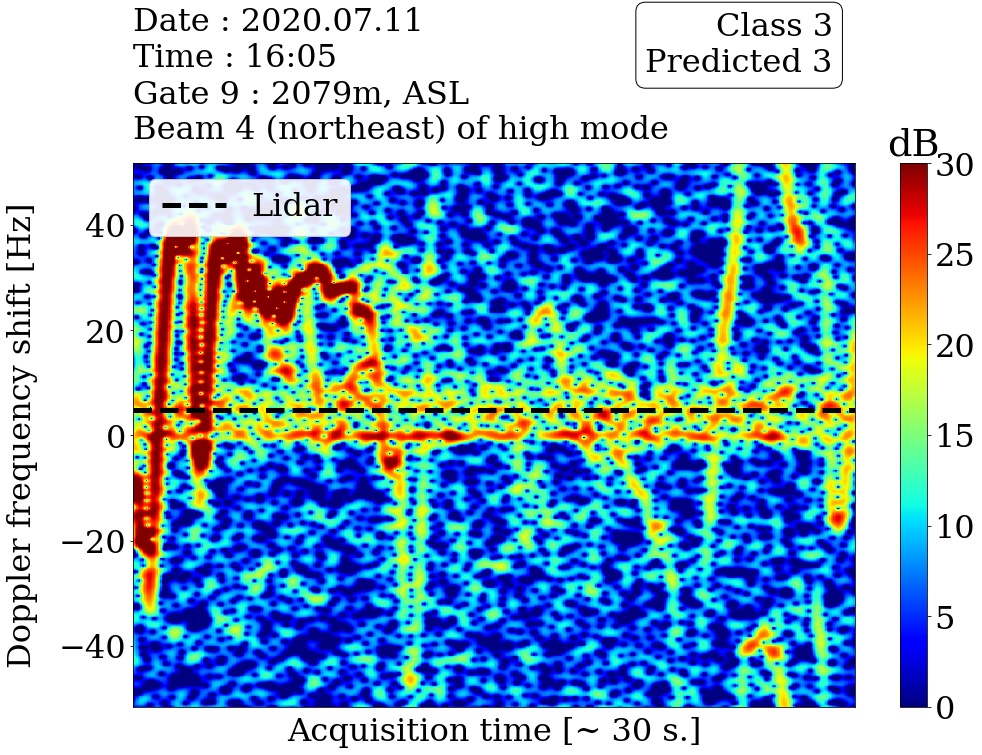 Date : 2020.07.11
Time : 16:05
Gate 9 : 2079m, ASL
Beam 4 (northeast) of high mode
Class 3
Predicted 3
dB
Lidar
Doppler frequency shift [Hz]
40
20
0
−20
−40
30
25
20
15
10
5
0
Acquisition time [~ 30 s.]